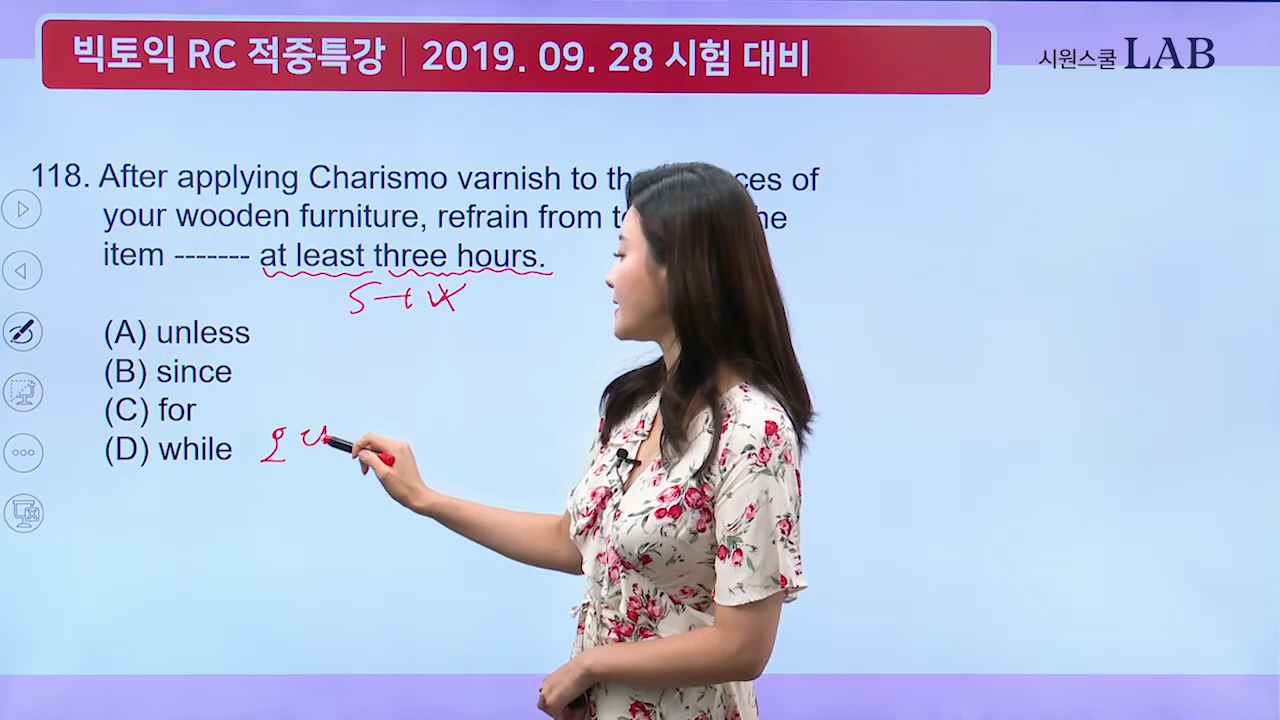 빅토익 RC 적중특강 | 2019. 09. 28 시험 대비
시원스쿨 LAB
118. After applying Charismo varnish to of
your wooden furniture, refrain from
item ------- at least three hours.
S+
(A) unless
(B) since
(C) for
(D) while